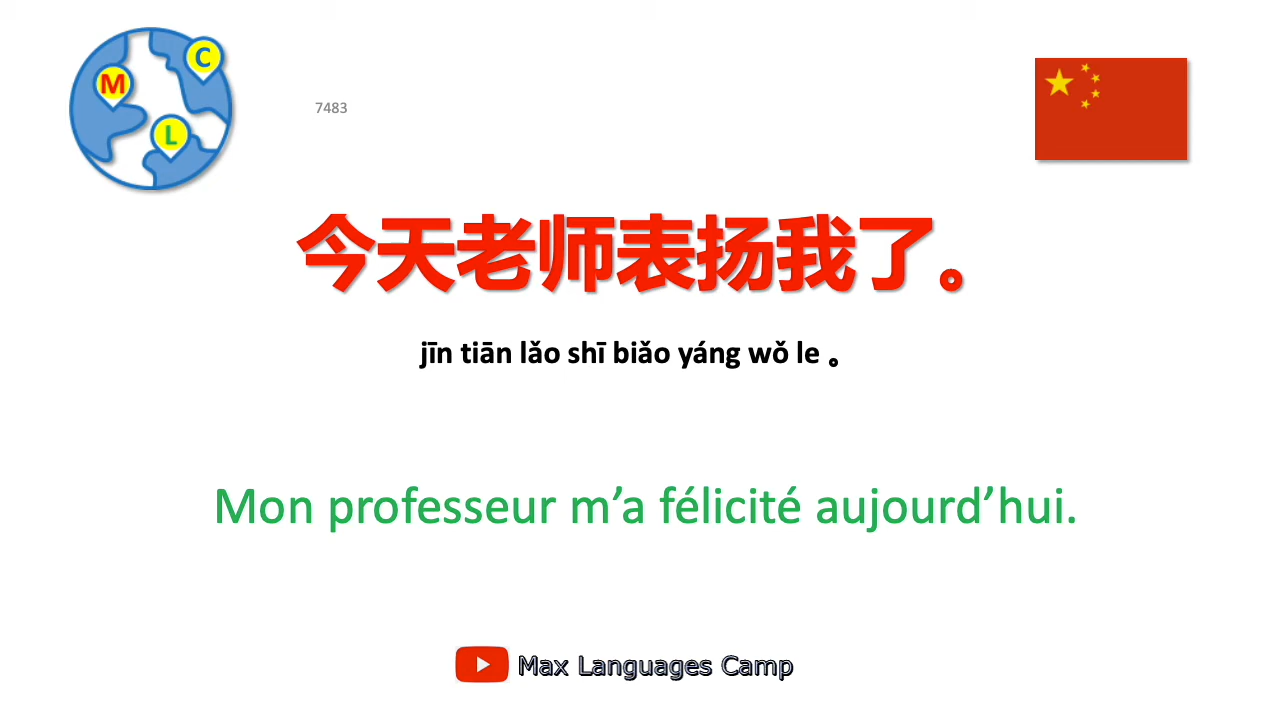 C
M
L
7483
今天老师表扬我了。
jīn tiān lǎo shī biǎo yáng wǒ le 。
Mon professeur m’a félicité aujourd’hui.
Max Languages Camp